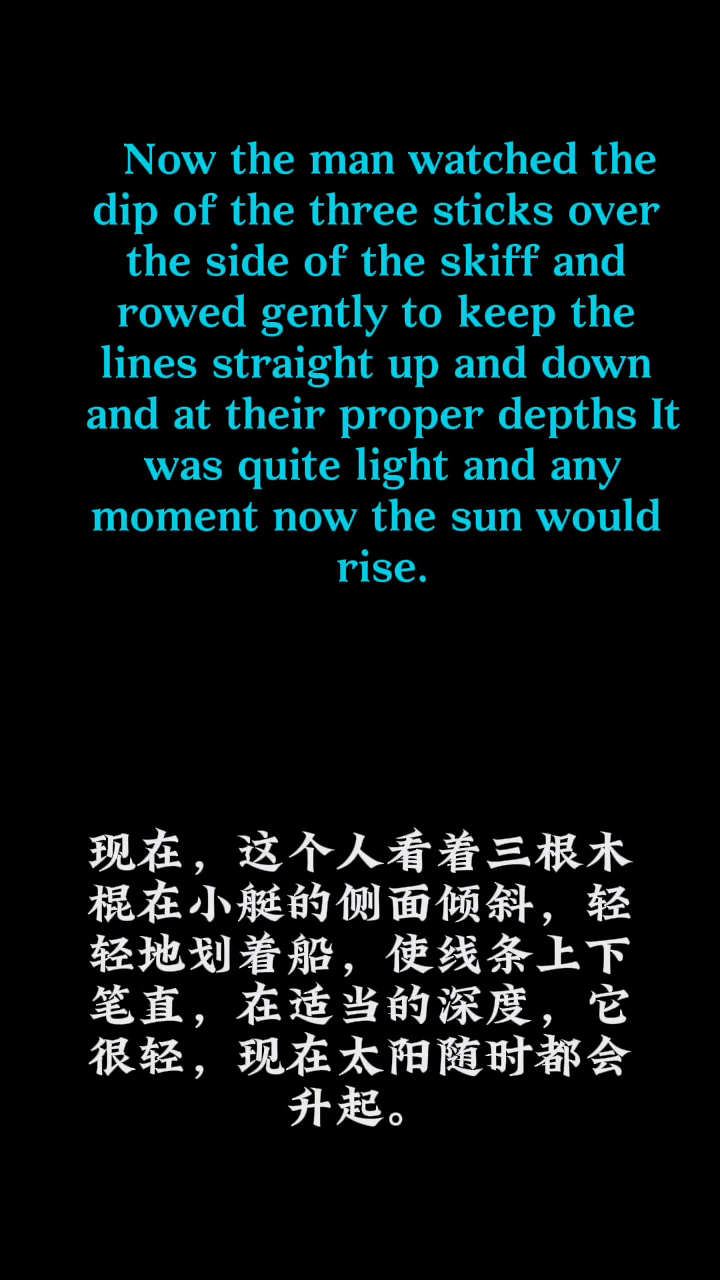 Now the man watched the
dip of the three sticks over
the side of the skiff and
rowed gently to keep the
lines straight up and down
and at their proper depths It
was quite light and any
moment now the sun would
rise.
现在，这个人看着三根木
棍在小艇的侧面倾斜，轻
轻地划着船，使线条上下
笔直，在适当的深度，它
很轻，现在太阳随时都会
升起。